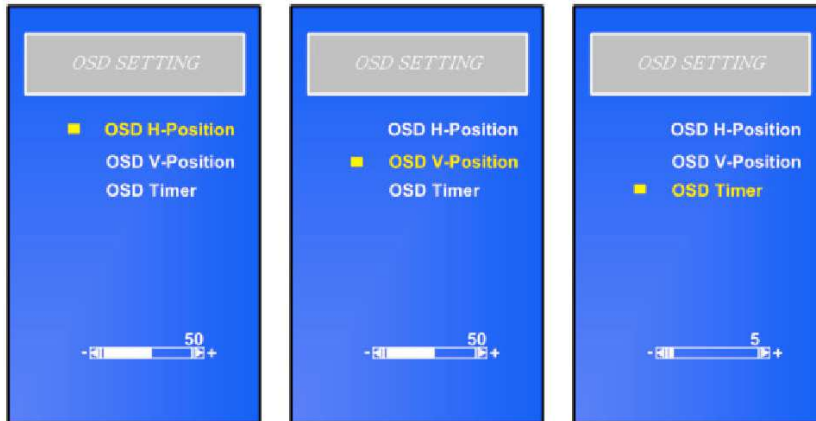 OSD SETTING
OSD H-Position
OSD V-Position
OSD Timer
50
- +
OSD SETTING
OSD H-Position
OSD V-Position
OSD Timer
50
- +
OSD SETTING
OSD H-Position
OSD V-Position
OSD Timer
5
- +